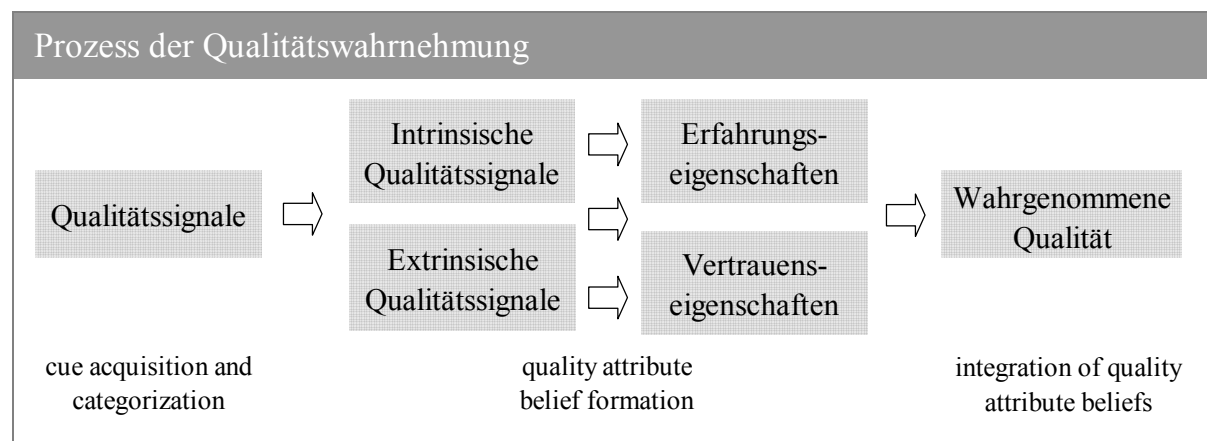 Prozess der Qualitätswahrnehmung
Qualitätssignale
Intrinsische
Qualitätssignale
Extrinsische
Qualitätssignale
Erfahrungs-
eigenschaften
Vertrauens-
eigenschaften
Wahrgenommene
Qualität
cue acquisition and
categorization
quality attribute
belief formation
integration of quality
attribute beliefs